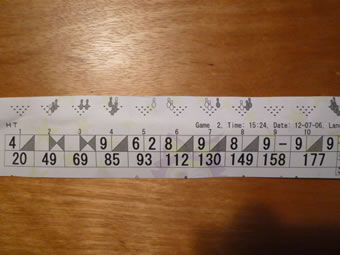 HT Game 2, Time: 15:24, Date: 12-07-06, Lan
1 2 3 4 5 6 7 8 9 10
4 9 6 2 8 9 8 9 - 9 9
20 49 69 85 93 112 130 149 158 177